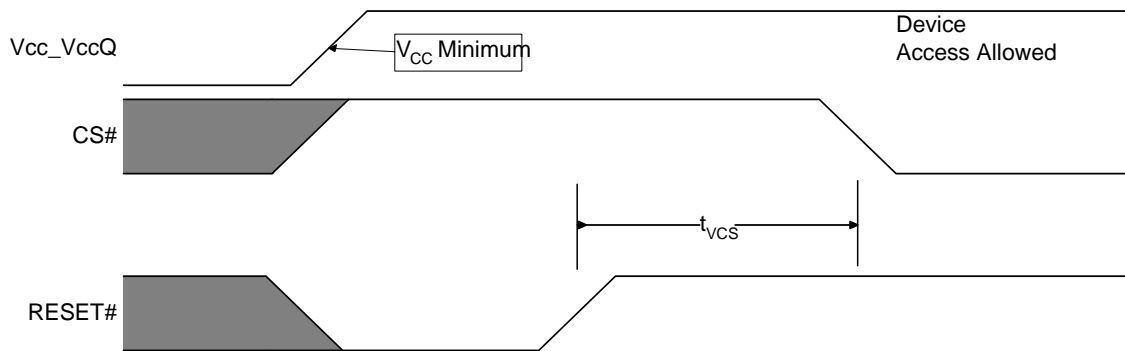 Vcc_VccQ
VCC Minimum
Device
Access Allowed
CS#
tVCS
RESET#